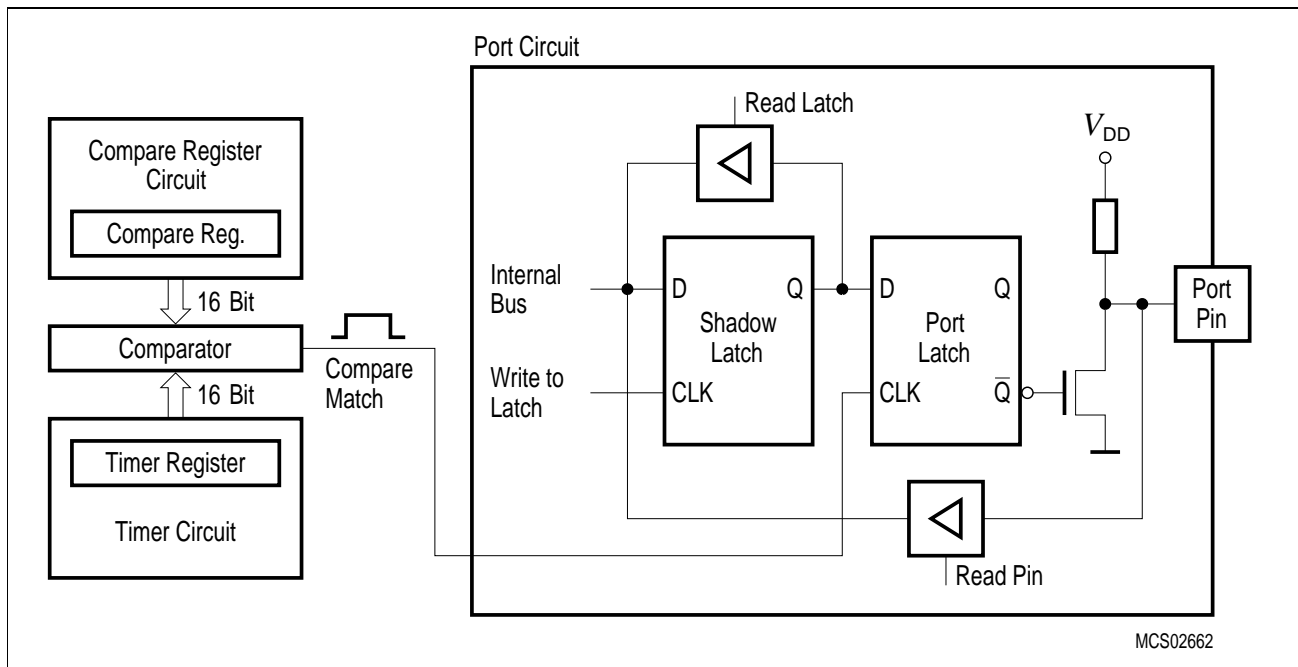 Port Circuit
Read Latch
V_DD
Compare Register
Circuit
Compare Reg.
16 Bit
Comparator
16 Bit
Timer Register
Timer Circuit
Compare
Match
Internal
Bus
Write to
Latch
D
Q
Shadow
Latch
CLK
D
Q
Port
Latch
CLK
Q̅
Port
Pin
Read Pin
MCS02662